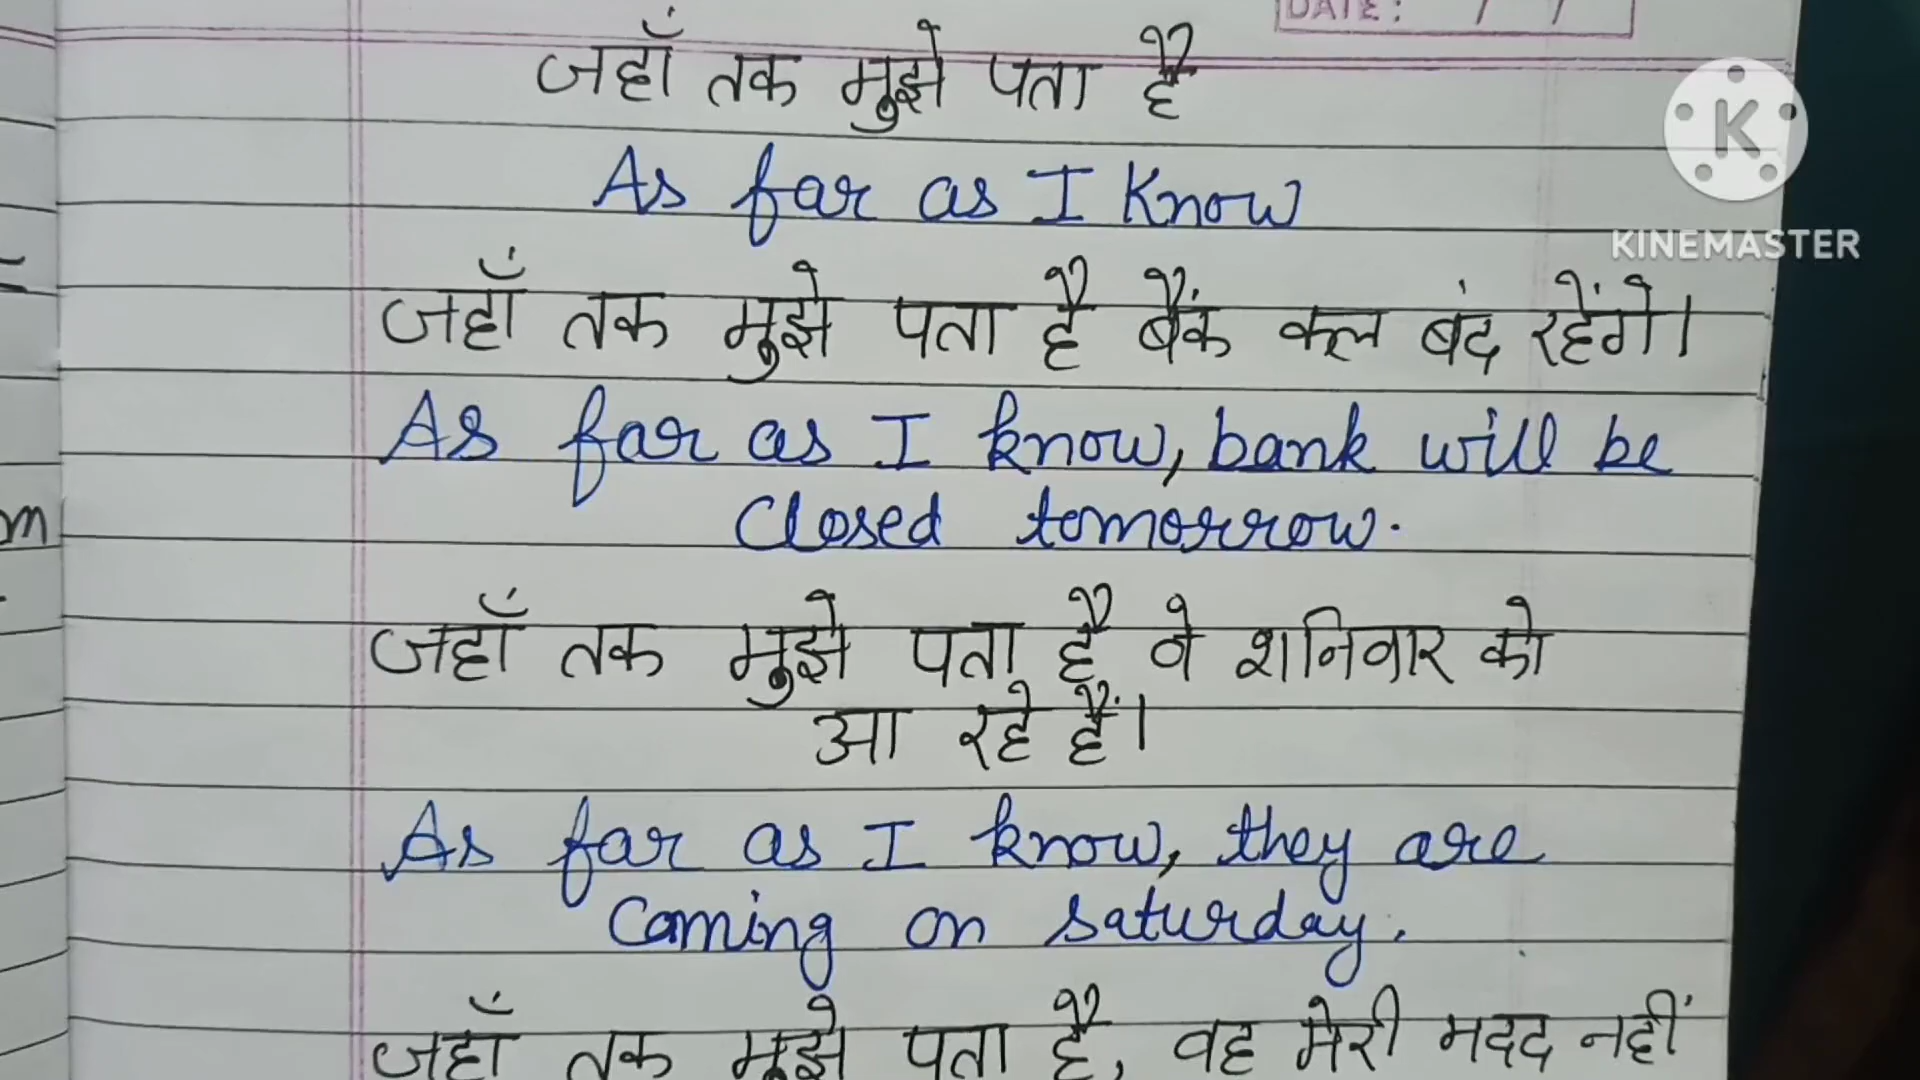 DATE: / /
जहाँ तक मुझे पता है
As far as I Know
K
KINEMASTER
जहाँ तक मुझे पता है बैंक कल बंद रहेंगे।
As far as I know, bank will be
Closed tomorrow.
m
जहाँ तक मुझे पता है वे शनिवार को
आ रहे हैं।
As far as I know, they are
Coming on saturday.
जहाँ तक मुझे पता है, वह मेरी मदद नहीं